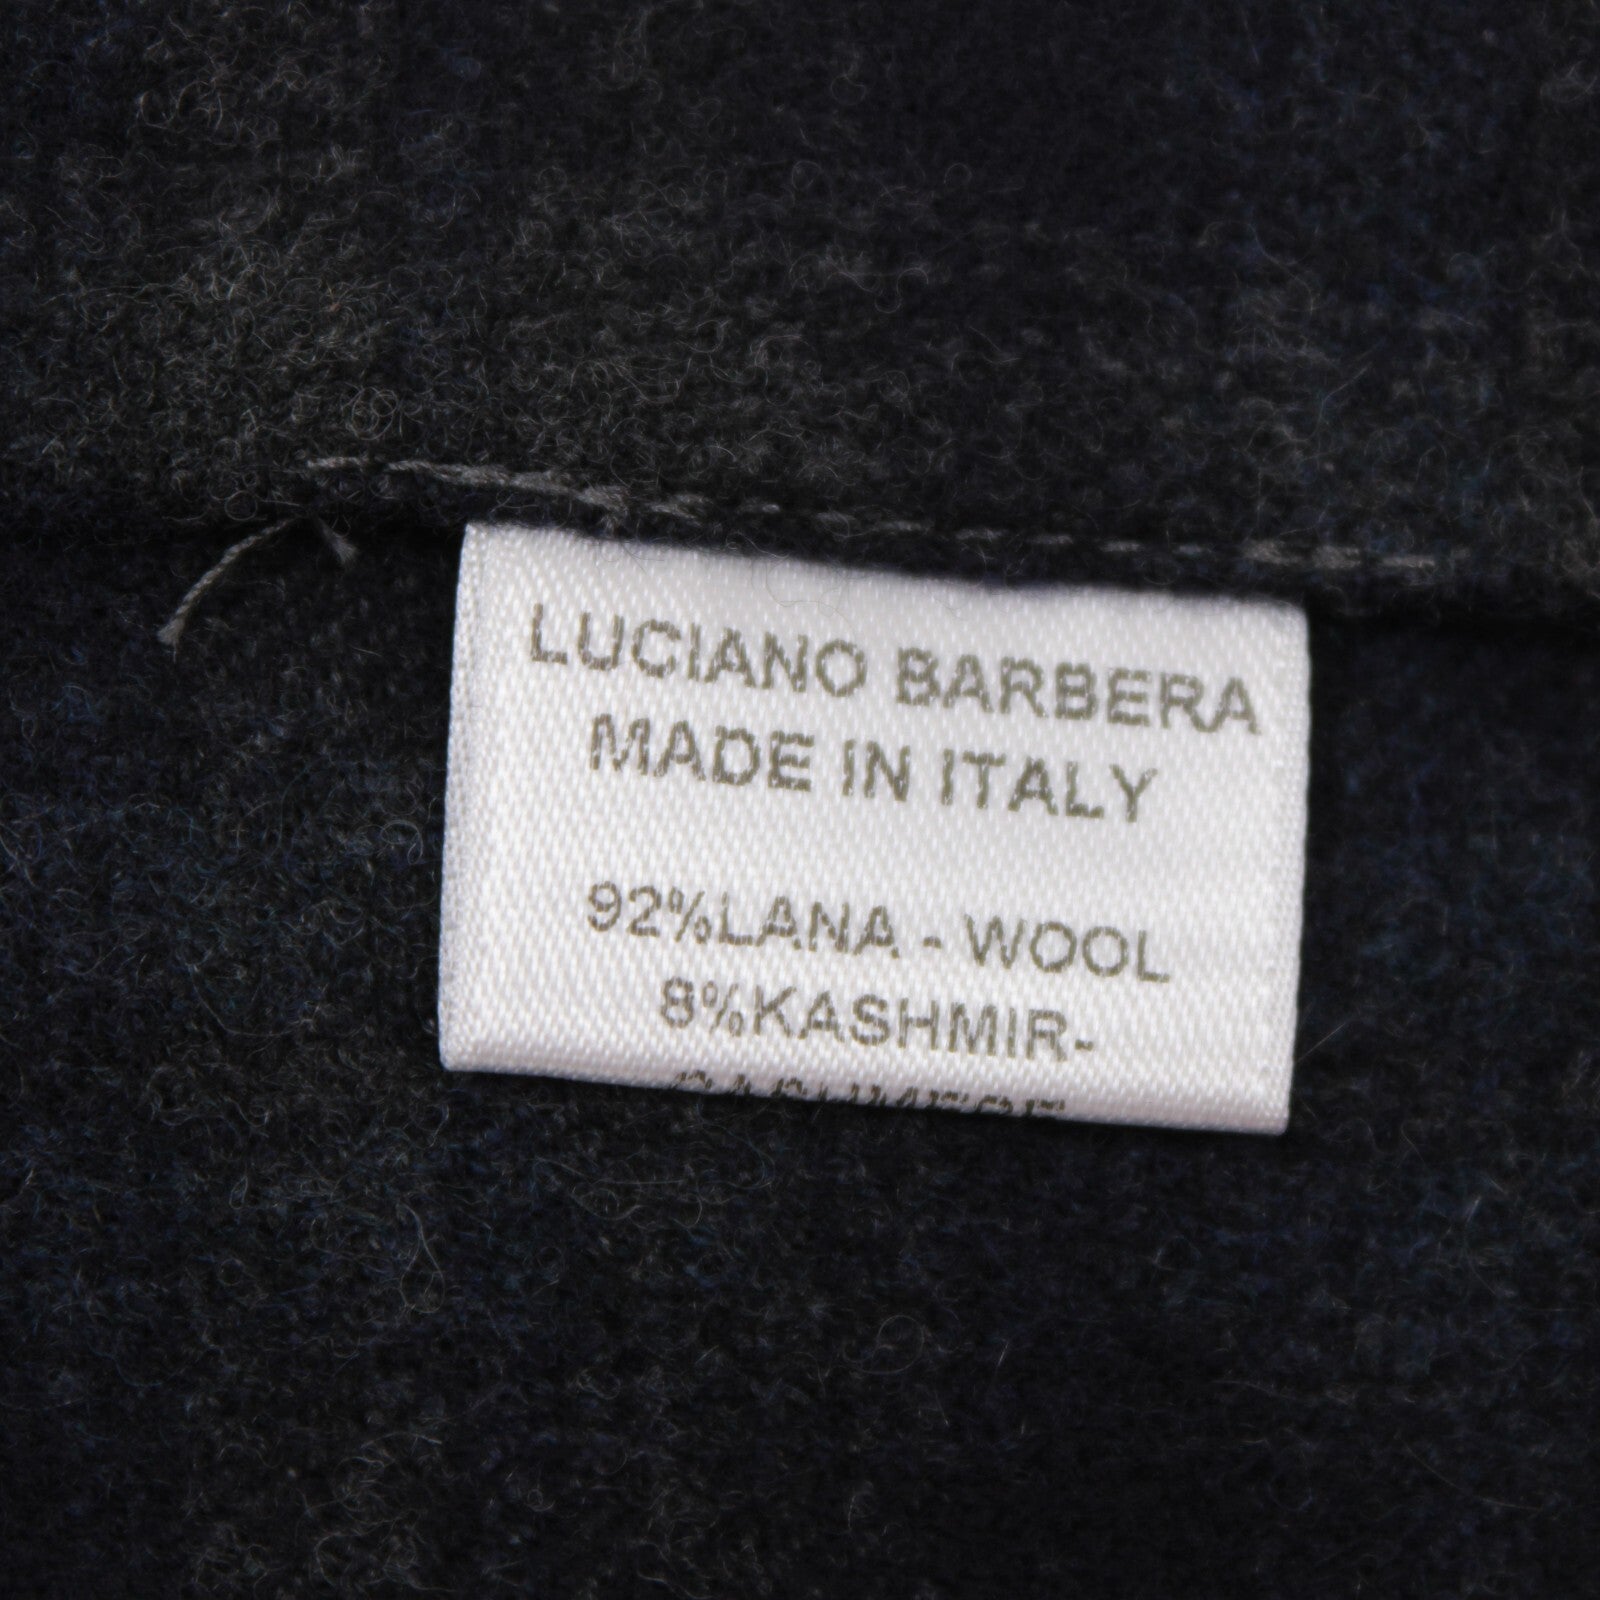 LUCIANO BARBERA
MADE IN ITALY
92%LANA - WOOL
8%KASHMIR-